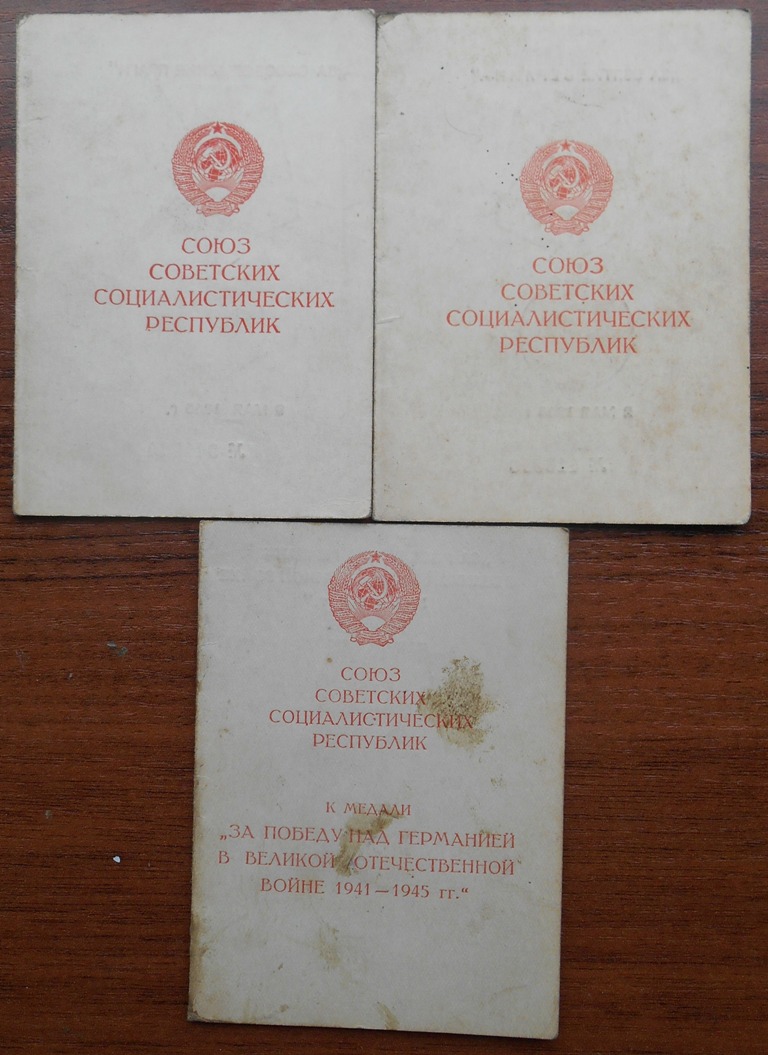 СОЮЗ
СОВЕТСКИХ
СОЦИАЛИСТИЧЕСКИХ
РЕСПУБЛИК
СОЮЗ
СОВЕТСКИХ
СОЦИАЛИСТИЧЕСКИХ
РЕСПУБЛИК
СОЮЗ
СОВЕТСКИХ
СОЦИАЛИСТИЧЕСКИХ
РЕСПУБЛИК
К МЕДАЛИ
„ЗА ПОБЕДУ НАД ГЕРМАНИЕЙ
В ВЕЛИКОЙ ОТЕЧЕСТВЕННОЙ
ВОЙНЕ 1941—1945 гг.“